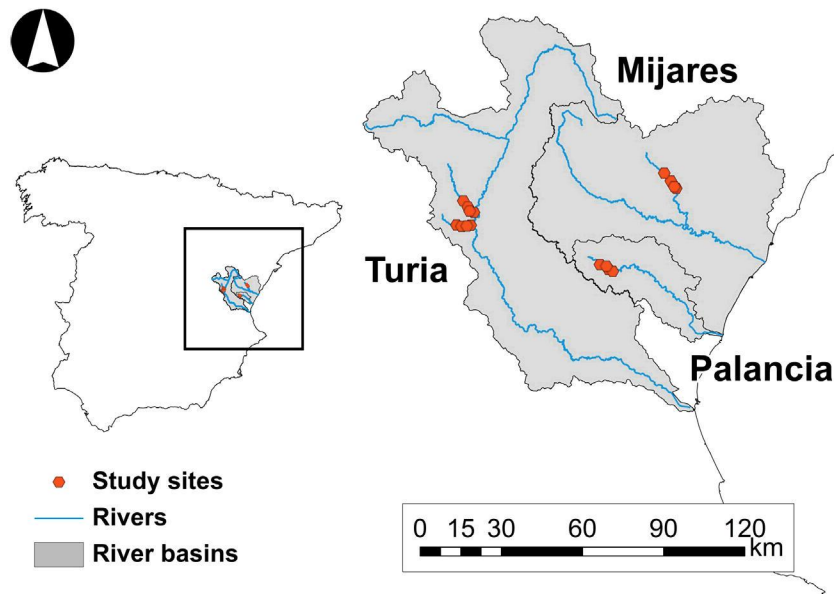 Mijares
Turia
Palancia
Study sites
Rivers
River basins
0 15 30 60 90 120
km